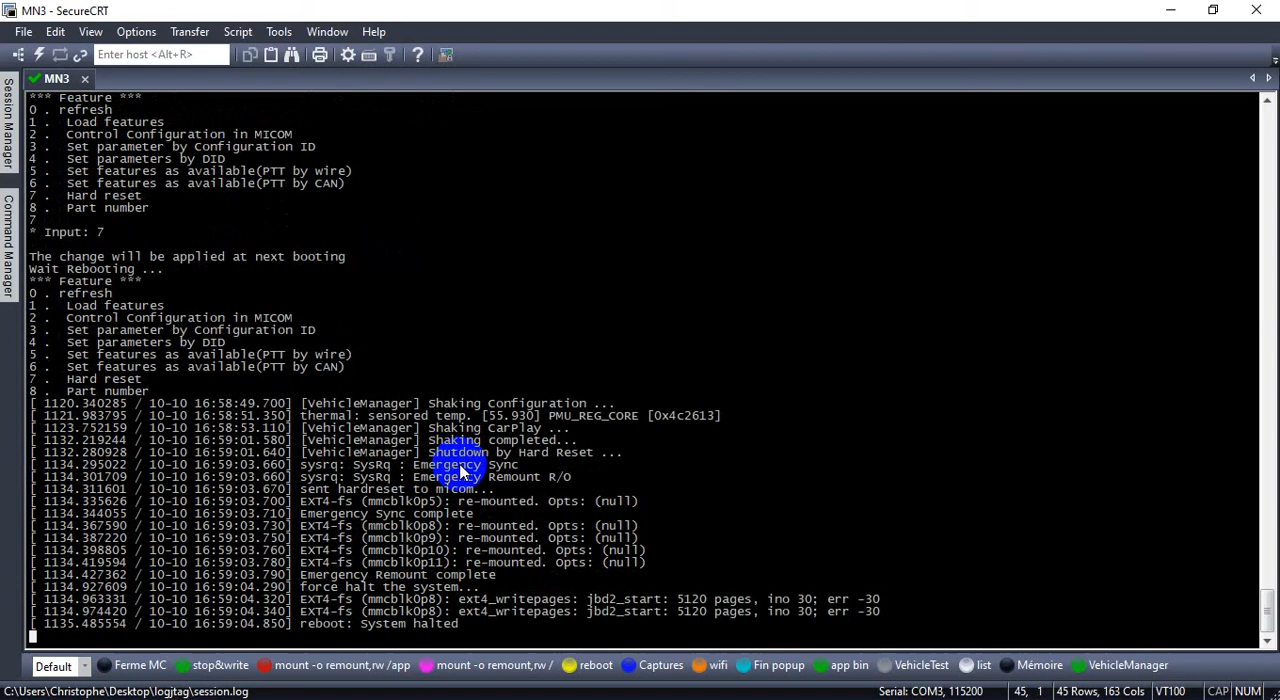 MN3 - SecureCRT
File Edit View Options Transfer Script Tools Window Help
Enter host <Alt+R>
MN3
Session Manager
Command Manager
*** Feature ***
0 . refresh
1 .  Load features
2 .  Control Configuration in MICOM
3 .  Set parameter by Configuration ID
4 .  Set parameters by DID
5 .  Set features as available(PTT by wire)
6 .  Set features as available(PTT by CAN)
7 .  Hard reset
8 .  Part number
7
* Input: 7
The change will be applied at next booting
Wait Rebooting ...
*** Feature ***
0 . refresh
1 .  Load features
2 .  Control Configuration in MICOM
3 .  Set parameter by Configuration ID
4 .  Set parameters by DID
5 .  Set features as available(PTT by wire)
6 .  Set features as available(PTT by CAN)
7 .  Hard reset
8 .  Part number
[ 1120.340285 / 10-10 16:58:49.700] [VehicleManager] Shaking Configuration ...
[ 1121.983795 / 10-10 16:58:51.350] thermal: sensored temp. [55.930] PMU_REG_CORE [0x4c2613]
[ 1123.752159 / 10-10 16:58:53.110] [VehicleManager] Shaking CarPlay ...
[ 1132.219244 / 10-10 16:59:01.580] [VehicleManager] Shaking completed...
[ 1132.280928 / 10-10 16:59:01.640] [VehicleManager] Shutdown by Hard Reset ...
[ 1134.295022 / 10-10 16:59:03.660] sysrq: SysRq : Emergency Sync
[ 1134.301709 / 10-10 16:59:03.660] sysrq: SysRq : Emergency Remount R/O
[ 1134.311601 / 10-10 16:59:03.670] sent hardreset to micom...
[ 1134.335626 / 10-10 16:59:03.700] EXT4-fs (mmcblk0p5): re-mounted. Opts: (null)
[ 1134.344055 / 10-10 16:59:03.710] Emergency Sync complete
[ 1134.367590 / 10-10 16:59:03.730] EXT4-fs (mmcblk0p8): re-mounted. Opts: (null)
[ 1134.387220 / 10-10 16:59:03.750] EXT4-fs (mmcblk0p9): re-mounted. Opts: (null)
[ 1134.398805 / 10-10 16:59:03.760] EXT4-fs (mmcblk0p10): re-mounted. Opts: (null)
[ 1134.419594 / 10-10 16:59:03.780] EXT4-fs (mmcblk0p11): re-mounted. Opts: (null)
[ 1134.427362 / 10-10 16:59:03.790] Emergency Remount complete
[ 1134.927609 / 10-10 16:59:04.290] force halt the system...
[ 1134.963331 / 10-10 16:59:04.320] EXT4-fs (mmcblk0p8): ext4_writepages: jbd2_start: 5120 pages, ino 30; err -30
[ 1134.974420 / 10-10 16:59:04.340] EXT4-fs (mmcblk0p8): ext4_writepages: jbd2_start: 5120 pages, ino 30; err -30
[ 1135.485554 / 10-10 16:59:04.850] reboot: System halted
Default Ferme MC stop&write mount -o remount,rw /app mount -o remount,rw / reboot Captures wifi Fin popup app bin VehicleTest list Mémoire VehicleManager
C:\Users\Christophe\Desktop\logjtag\session.log Serial: COM3, 115200 45, 1 45 Rows, 163 Cols VT100 CAP NUM